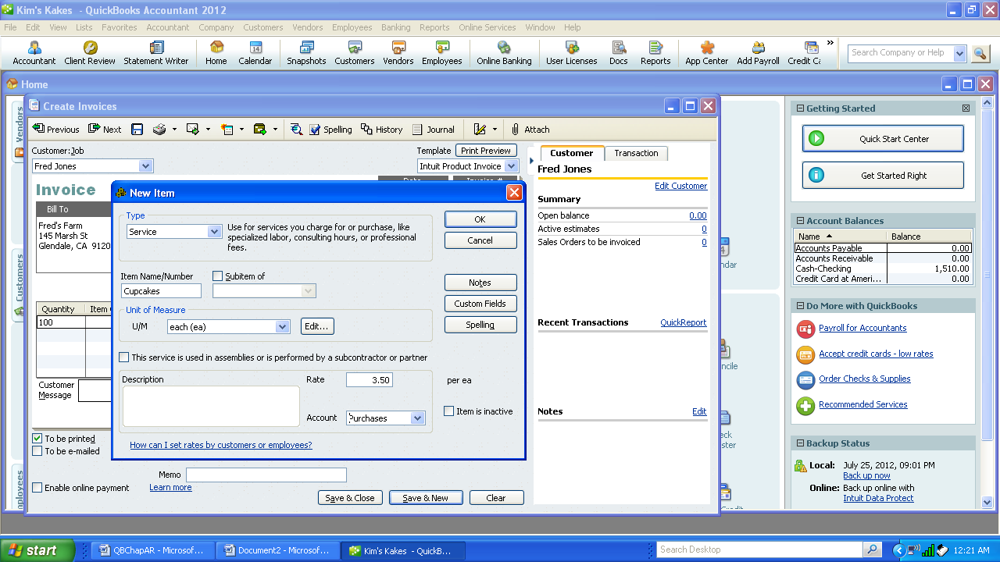 Kim's Kakes  - QuickBooks Accountant 2012
File Edit View Lists Favorites Accountant Company Customers Vendors Employees Banking Reports Online Services Window Help
Accountant Client Review Statement Writer Home Snapshots Customers Vendors Employees Online Banking User Licenses Docs Reports App Center Add Payroll Credit
Search Company or Help
Home
Create Invoices
Previous Next Spelling History Journal Attach
Vendors
Customers
Customer:Job
Template Print Preview
Fred Jones
Intuit Product Invoice
Invoice
Bill To
Fred's Farm
145 Marsh St
Glendale, CA 9120
Quantity Item
100
Customer
Message
To be printed
To be e-mailed
Enable online payment
Memo
Learn more
Save & Close Save & New Clear
New Item
Type
Service
Use for services you charge for or purchase, like
specialized labor, consulting hours, or professional
fees.
OK
Cancel
Notes
Custom Fields
Spelling
Item Name/Number
Subitem of
Cupcakes
Unit of Measure
U/M each (ea) Edit...
This service is used in assemblies or is performed by a subcontractor or partner
Description
Rate 3.50 per ea
Account Purchases
Item is inactive
How can I set rates by customers or employees?
Customer Transaction
Fred Jones
Edit Customer
Summary
Open balance 0.00
Active estimates 0
Sales Orders to be invoiced 0
Recent Transactions QuickReport
Notes Edit
Getting Started
Quick Start Center
Get Started Right
Account Balances
Name Balance
Accounts Payable 0.00
Accounts Receivable 0.00
Cash-Checking 1,510.00
Credit Card at Ameri... 0.00
Do More with QuickBooks
Payroll for Accountants
Accept credit cards - low rates
Order Checks & Supplies
Recommended Services
Backup Status
Local: July 25, 2012, 09:01 PM
Back up now
Online: Back up online with
Intuit Data Protect
start
QBChapAR - Microsof...
Document2 - Microsof...
Kim's Kakes  - QuickB...
Search Desktop
12:21 AM